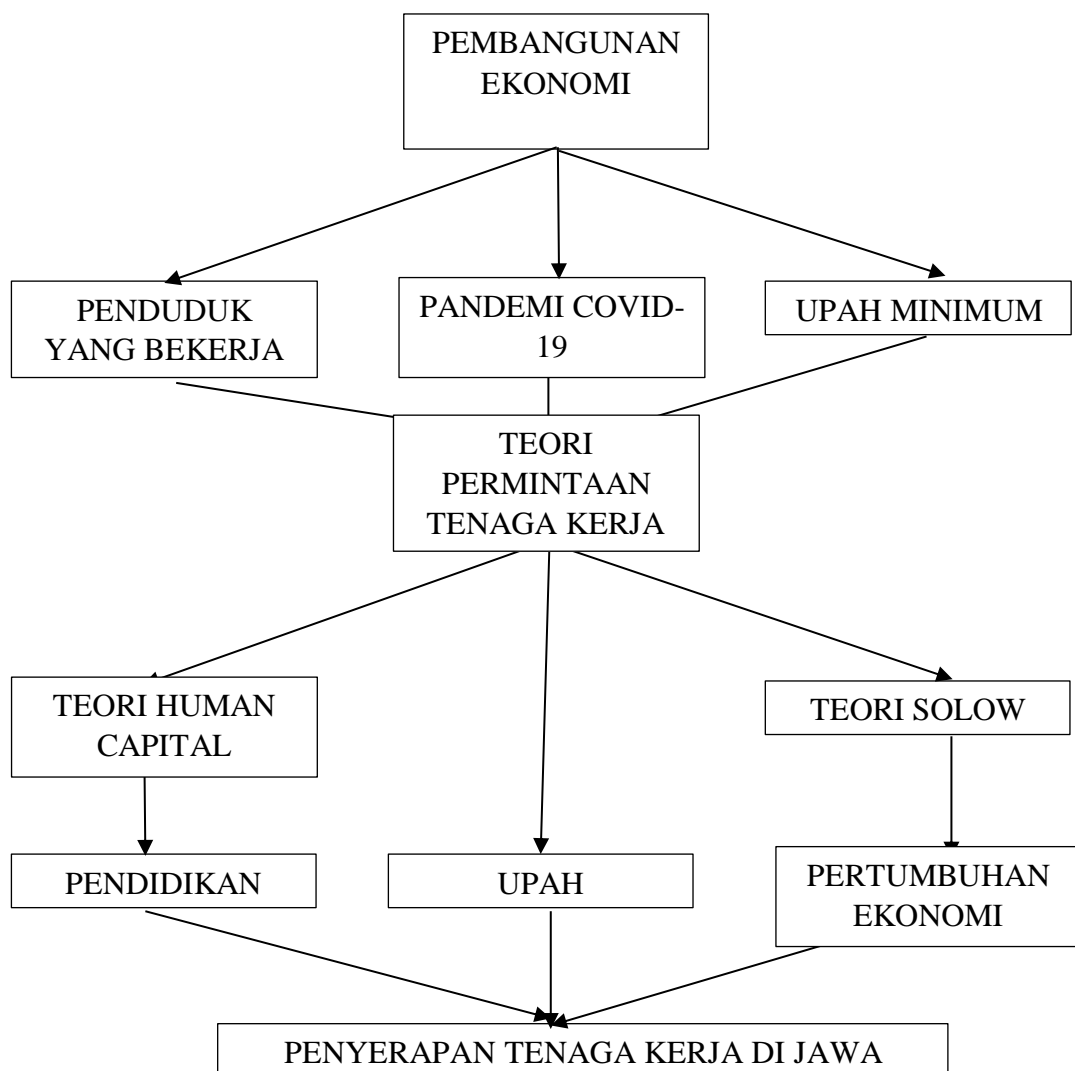 PEMBANGUNAN
EKONOMI
PENDUDUK
YANG BEKERJA
PANDEMI COVID-
19
UPAH MINIMUM
TEORI
PERMINTAAN
TENAGA KERJA
TEORI HUMAN
CAPITAL
TEORI SOLOW
PENDIDIKAN
UPAH
PERTUMBUHAN
EKONOMI
PENYERAPAN TENAGA KERJA DI JAWA